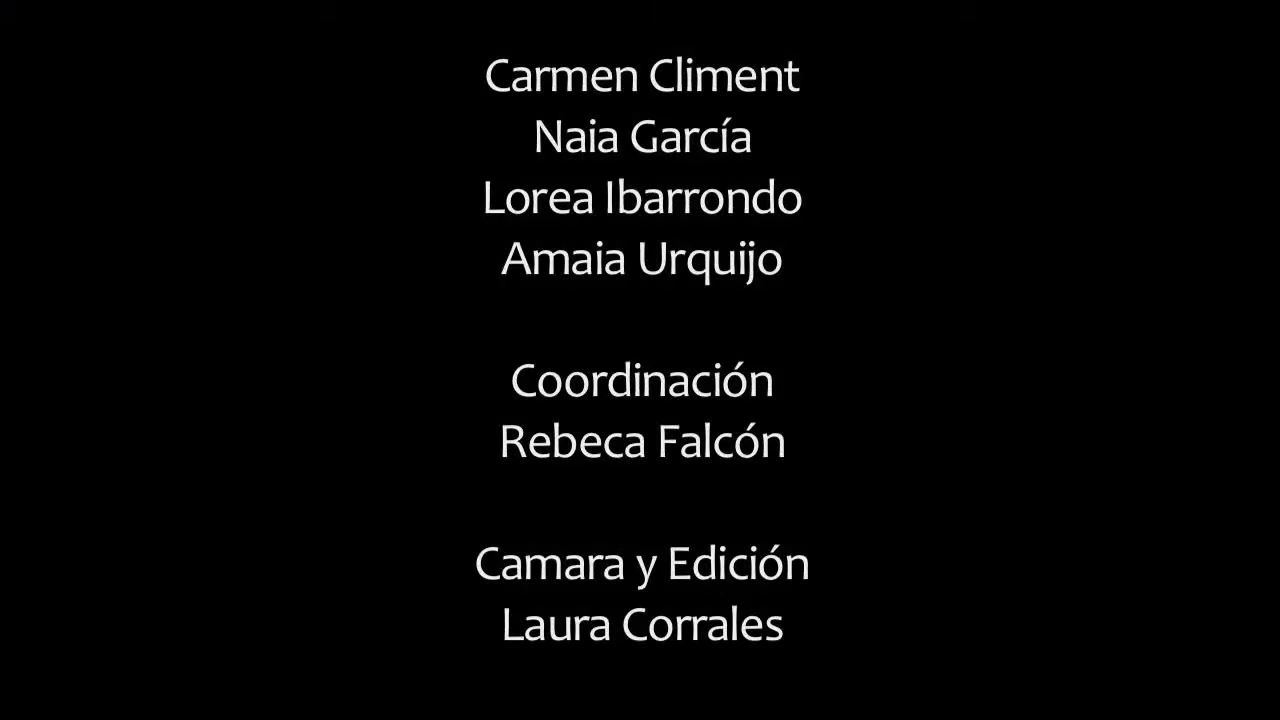 Carmen Climent
Naia García
Lorea Ibarrondo
Amaia Urquijo
Coordinación
Rebeca Falcón
Camara y Edición
Laura Corrales